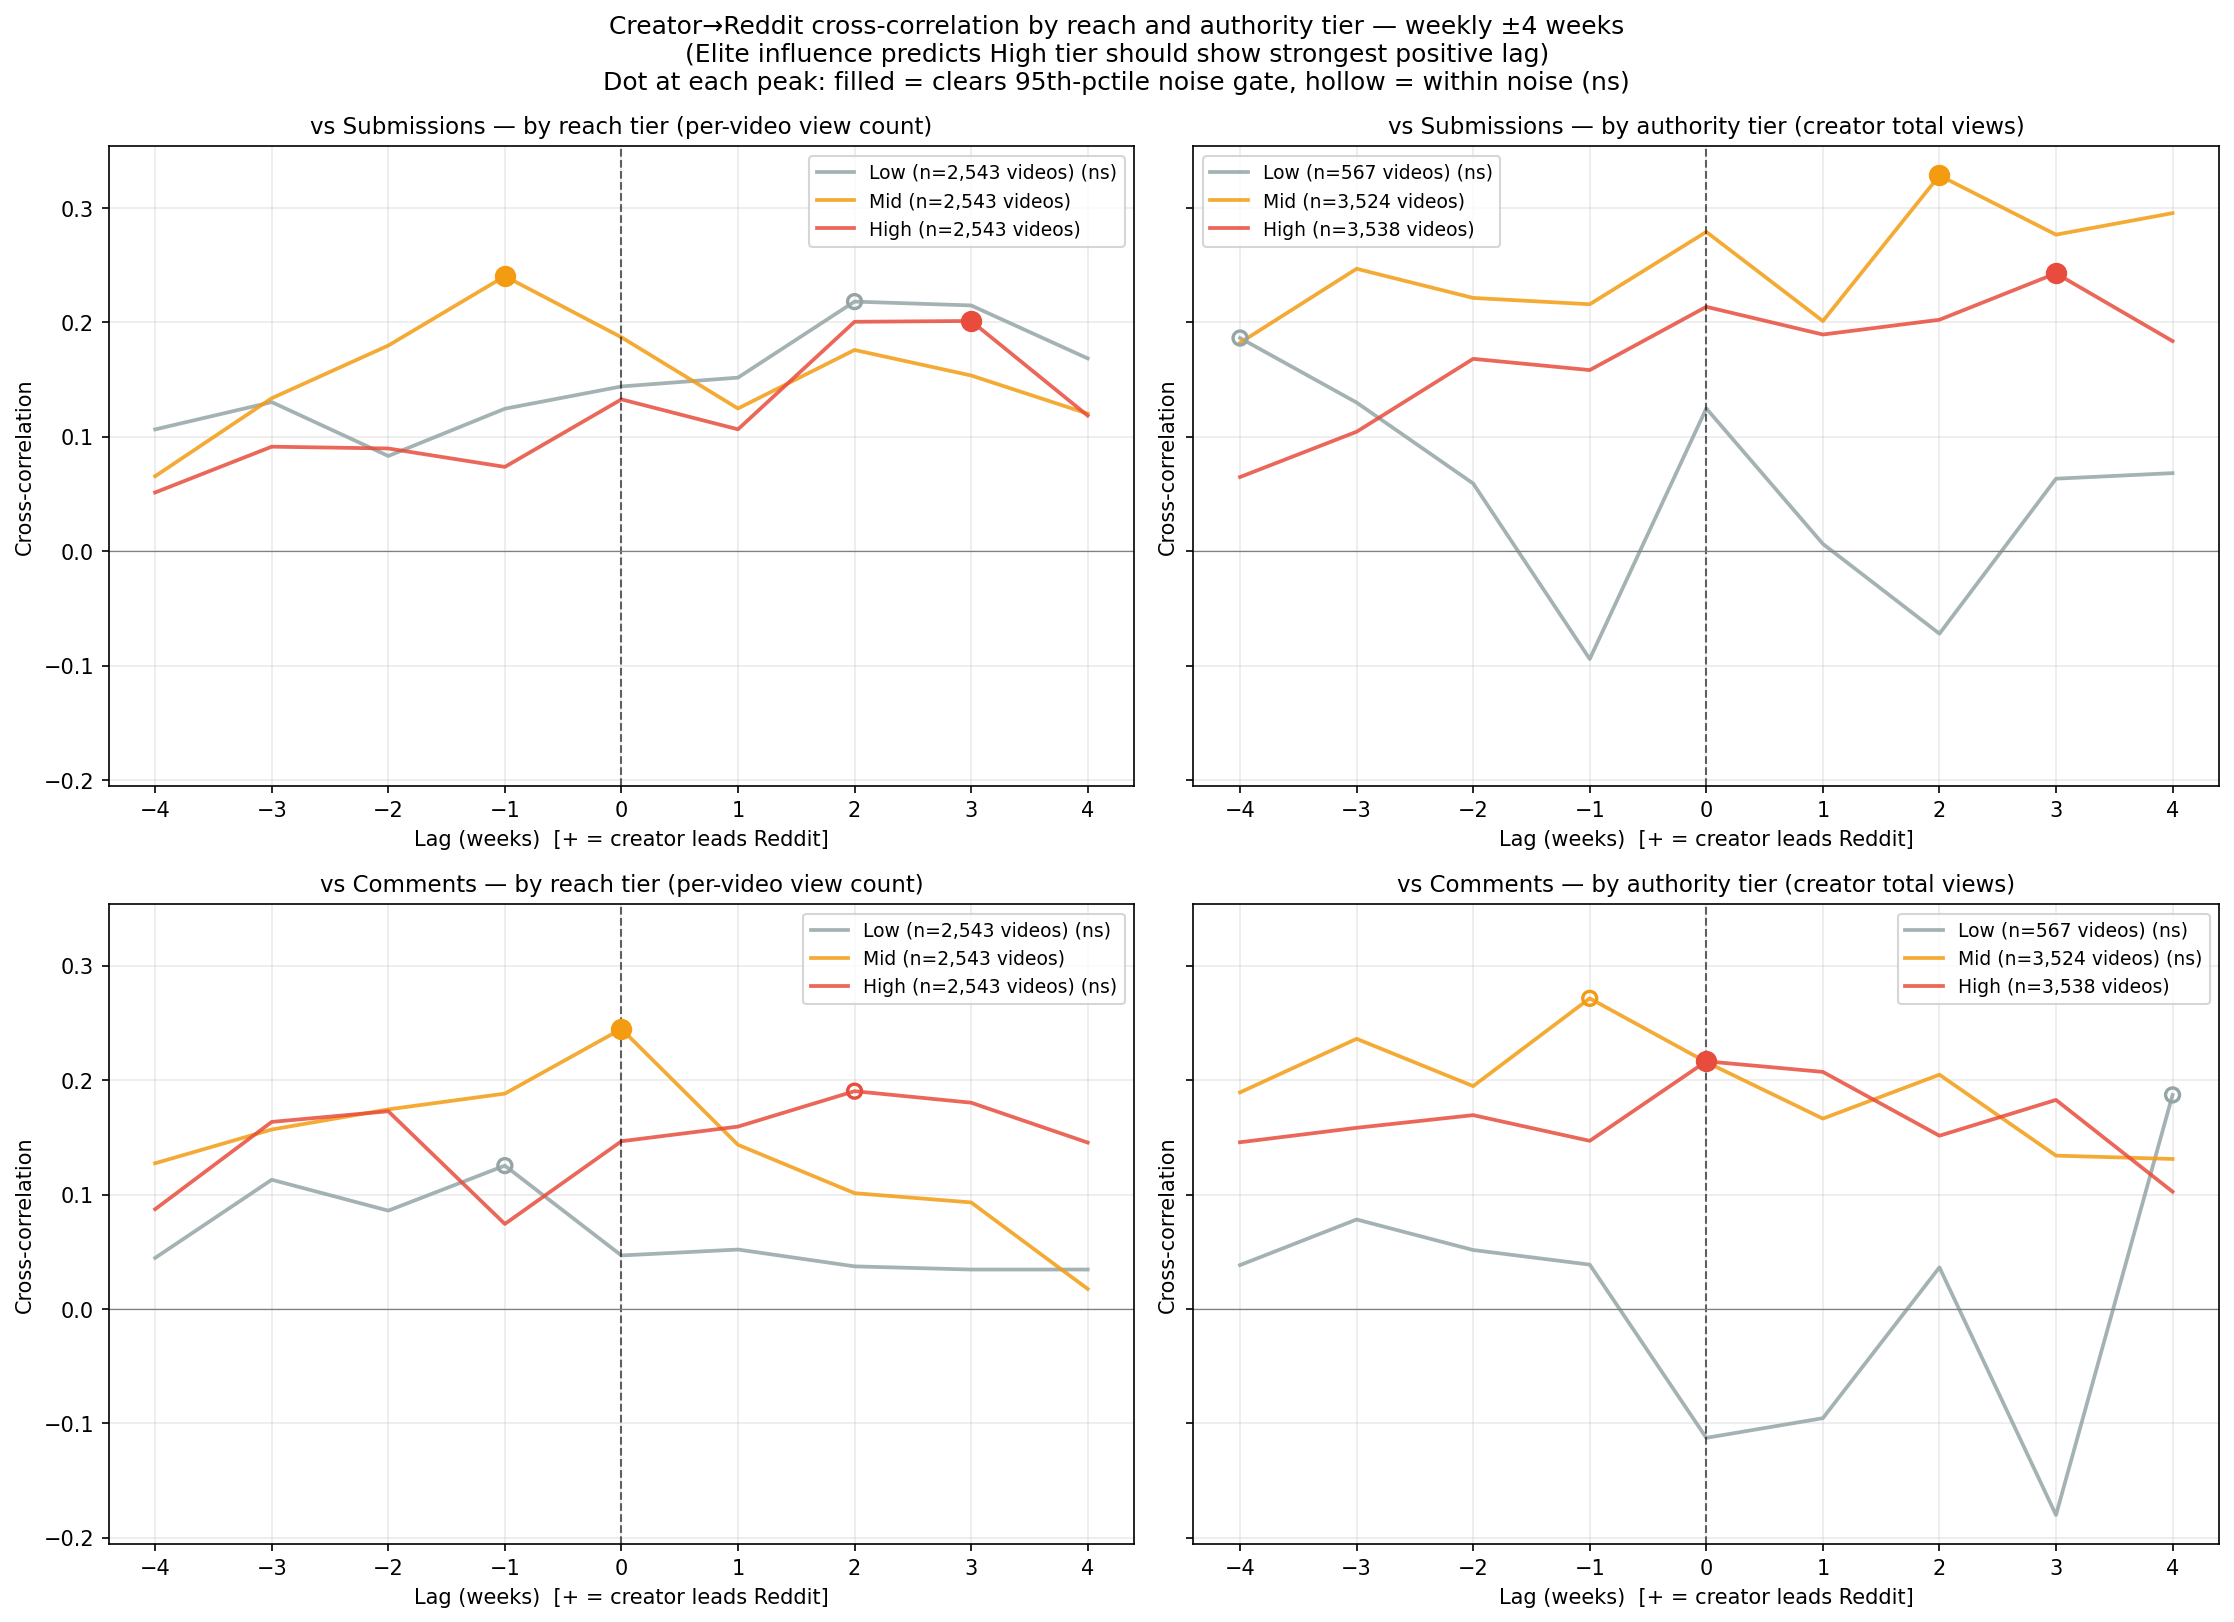 Creator→Reddit cross-correlation by reach and authority tier — weekly ±4 weeks
(Elite influence predicts High tier should show strongest positive lag)
Dot at each peak: filled = clears 95th-pctile noise gate, hollow = within noise (ns)
vs Submissions — by reach tier (per-video view count)
Low (n=2,543 videos) (ns)
Mid (n=2,543 videos)
High (n=2,543 videos)
Cross-correlation
0.3
0.2
0.1
0.0
−0.1
−0.2
−4 −3 −2 −1 0 1 2 3 4
Lag (weeks)  [+ = creator leads Reddit]
vs Submissions — by authority tier (creator total views)
Low (n=567 videos) (ns)
Mid (n=3,524 videos)
High (n=3,538 videos)
Cross-correlation
−4 −3 −2 −1 0 1 2 3 4
Lag (weeks)  [+ = creator leads Reddit]
vs Comments — by reach tier (per-video view count)
Low (n=2,543 videos) (ns)
Mid (n=2,543 videos)
High (n=2,543 videos) (ns)
Cross-correlation
0.3
0.2
0.1
0.0
−0.1
−0.2
−4 −3 −2 −1 0 1 2 3 4
Lag (weeks)  [+ = creator leads Reddit]
vs Comments — by authority tier (creator total views)
Low (n=567 videos) (ns)
Mid (n=3,524 videos) (ns)
High (n=3,538 videos)
Cross-correlation
−4 −3 −2 −1 0 1 2 3 4
Lag (weeks)  [+ = creator leads Reddit]